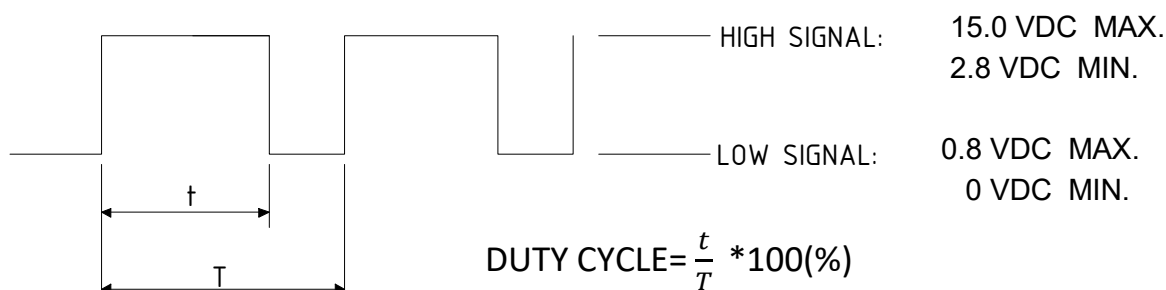 HIGH SIGNAL: 15.0 VDC MAX.
2.8 VDC MIN.
LOW SIGNAL: 0.8 VDC MAX.
0 VDC MIN.
t
T
DUTY CYCLE= t/T *100(%)